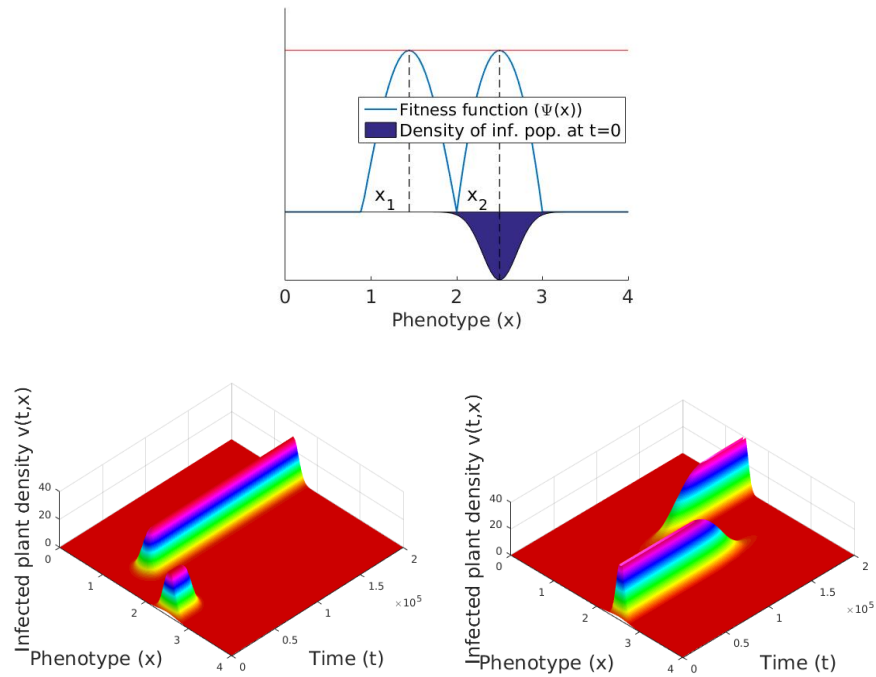 Fitness function (Ψ(x))
Density of inf. pop. at t=0
x1 x2
0 1 2 3 4
Phenotype (x)
Infected plant density v(t,x)
40
20
0
0
1
2
3
4
0
0.5
1
1.5
2
×10^5
Phenotype (x)
Time (t)
Infected plant density v(t,x)
40
20
0
0
1
2
3
4
0
0.5
1
1.5
2
×10^5
Phenotype (x)
Time (t)